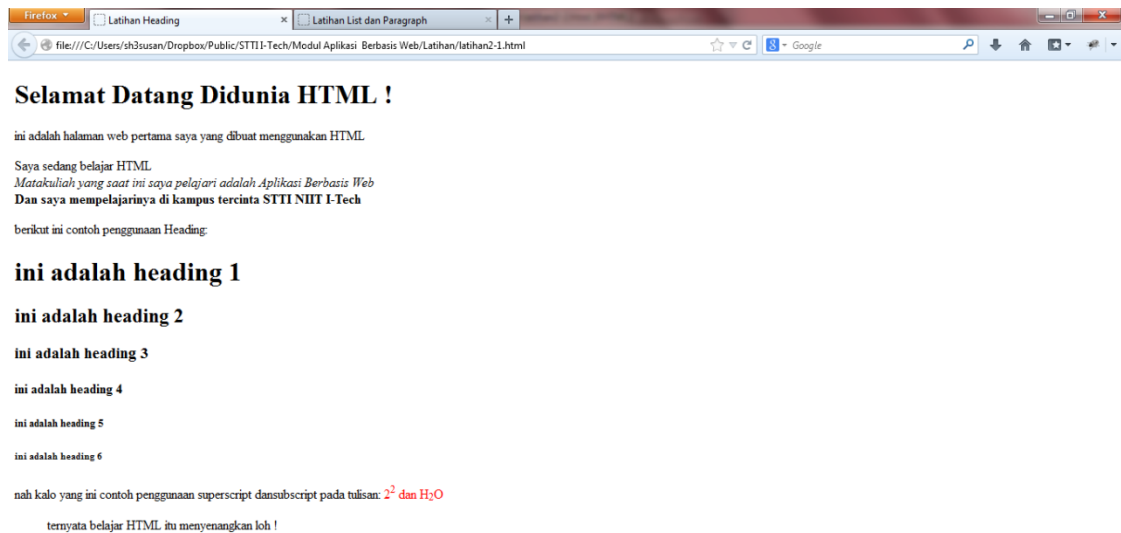 Firefox
Latihan Heading
Latihan List dan Paragraph
file:///C:/Users/sh3susan/Dropbox/Public/STTI I-Tech/Modul Aplikasi Berbasis Web/Latihan/latihan2-1.html
Google
Selamat Datang Didunia HTML !
ini adalah halaman web pertama saya yang dibuat menggunakan HTML
Saya sedang belajar HTML
Matakuliah yang saat ini saya pelajari adalah Aplikasi Berbasis Web
Dan saya mempelajarinya di kampus tercinta STTI NIIT I-Tech
berikut ini contoh penggunaan Heading:
ini adalah heading 1
ini adalah heading 2
ini adalah heading 3
ini adalah heading 4
ini adalah heading 5
ini adalah heading 6
nah kalo yang ini contoh penggunaan superscript dansubscript pada tulisan: 2² dan H₂O
ternyata belajar HTML itu menyenangkan loh !